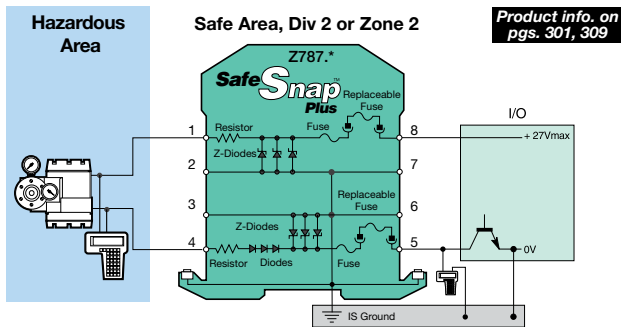 Hazardous
Area
Safe Area, Div 2 or Zone 2
Product info. on
pgs. 301, 309
Z787.*
SafeSnap™
Plus
Replaceable
Fuse
I/O
1
Resistor
Fuse
8
+ 27Vmax
Z-Diodes
2
7
Replaceable
Fuse
3
6
Z-Diodes
4
5
0V
Resistor
Diodes
Fuse
IS Ground